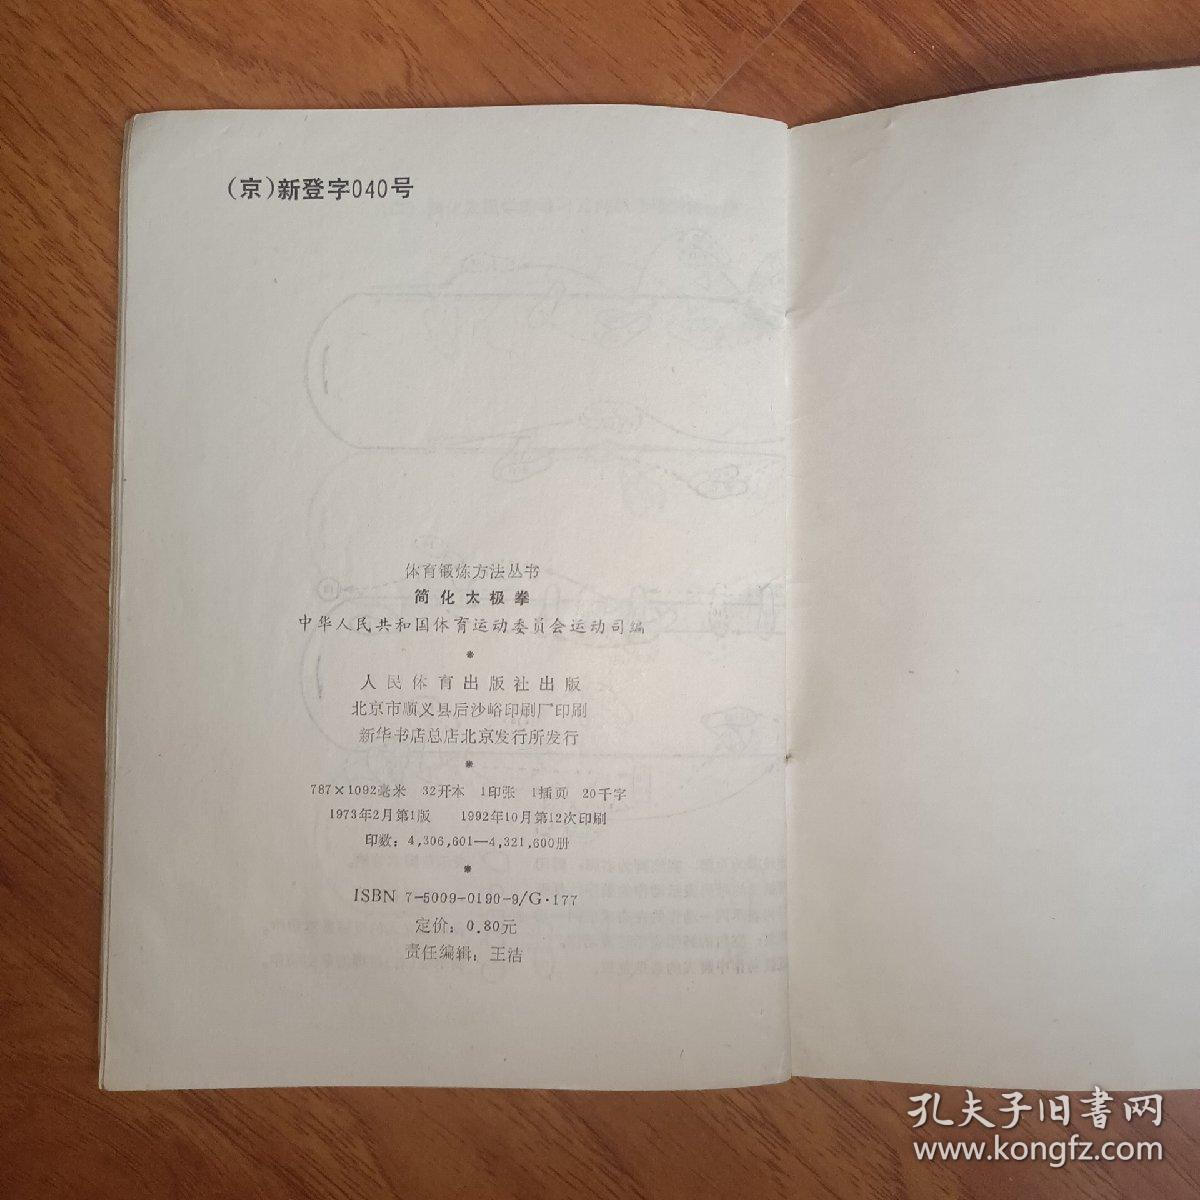 (京)新登字040号
体育锻炼方法丛书
简化太极拳
中华人民共和国体育运动委员会运动司编
*
人民体育出版社出版
北京市顺义县后沙峪印刷厂印刷
新华书店总店北京发行所发行
*
787×1092毫米 32开本 1印张 1插页 20千字
1973年2月第1版 1992年10月第12次印刷
印数：4,306,601—4,321,600册
*
ISBN 7-5009-0190-9/G·177
定价：0.80元
责任编辑：王洁
孔夫子旧书网
www.kongfz.com